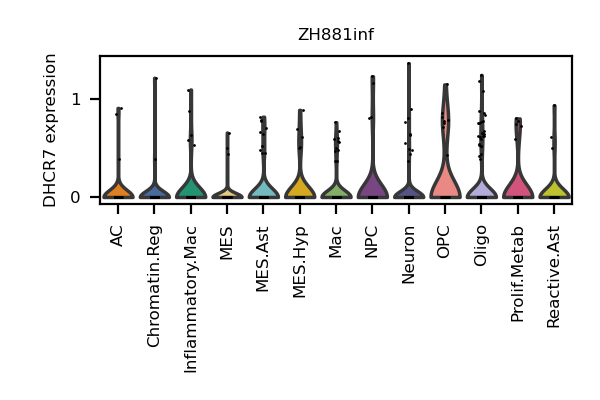 ZH881inf
DHCR7 expression
1
0
AC
Chromatin.Reg
Inflammatory.Mac
MES
MES.Ast
MES.Hyp
Mac
NPC
Neuron
OPC
Oligo
Prolif.Metab
Reactive.Ast